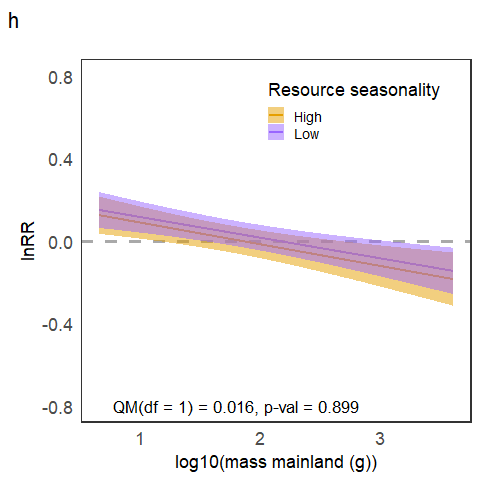 h
Resource seasonality
High
Low
0.8
0.4
0.0
-0.4
-0.8
lnRR
QM(df = 1) = 0.016, p-val = 0.899
1 2 3
log10(mass mainland (g))